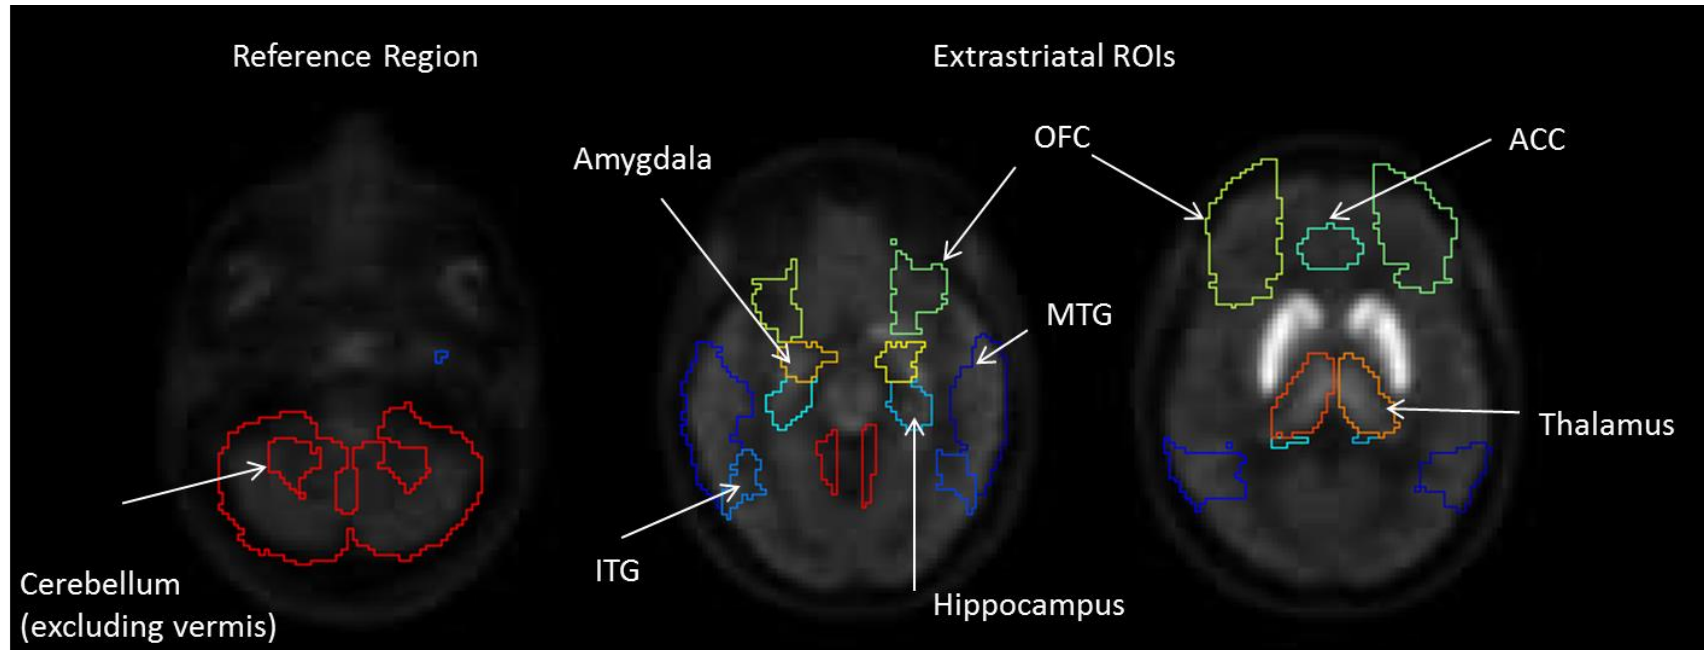 Reference Region
Extrastriatal ROIs
Amygdala
OFC
ACC
MTG
Thalamus
ITG
Hippocampus
Cerebellum
(excluding vermis)